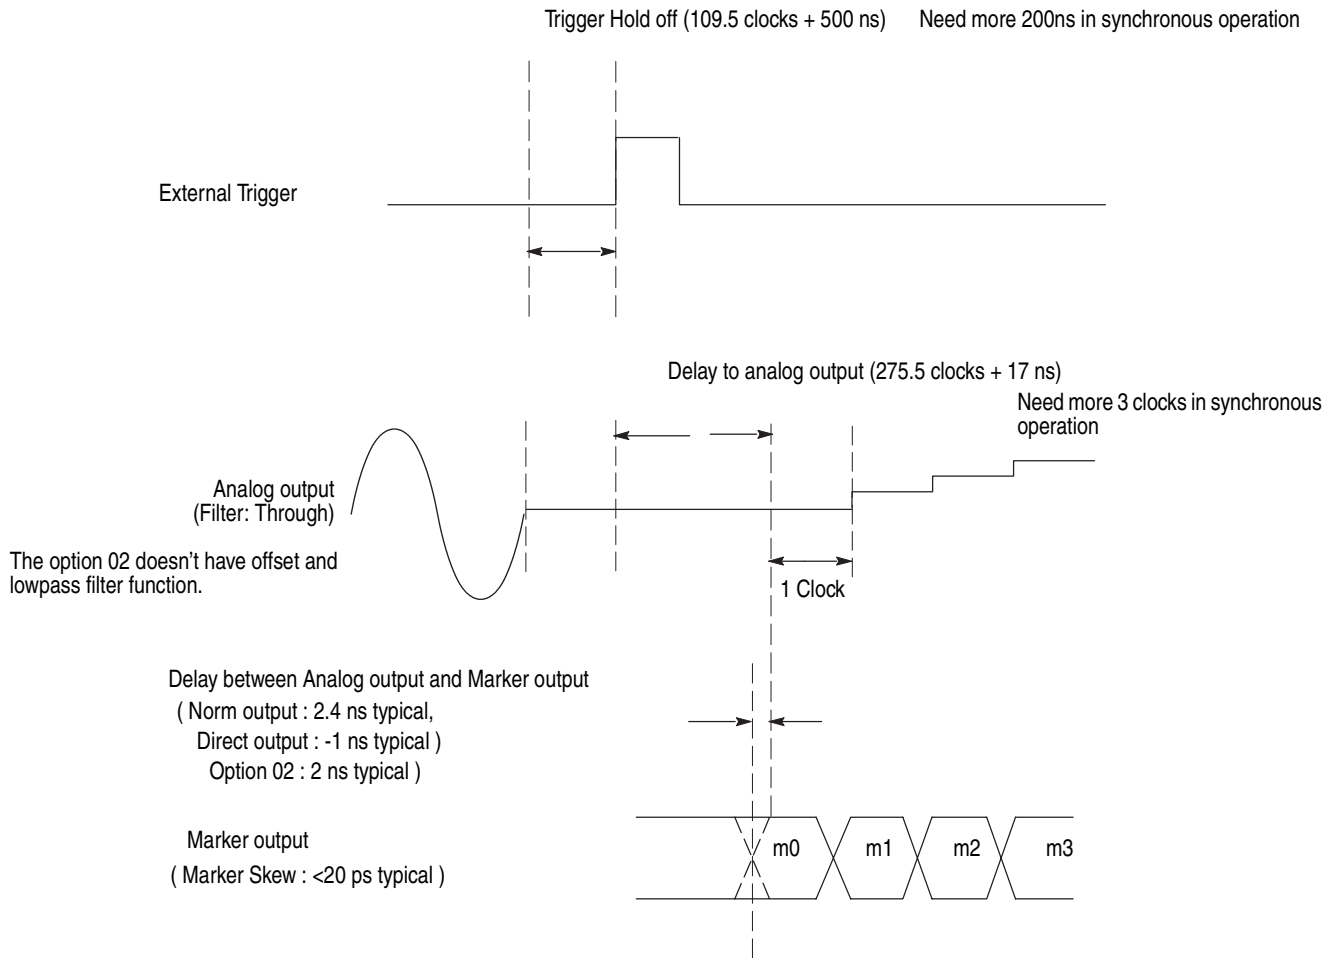 Trigger Hold off (109.5 clocks + 500 ns)
Need more 200ns in synchronous operation
External Trigger
Delay to analog output (275.5 clocks + 17 ns)
Need more 3 clocks in synchronous
operation
Analog output
(Filter: Through)
The option 02 doesn't have offset and
lowpass filter function.
1 Clock
Delay between Analog output and Marker output
( Norm output : 2.4 ns typical,
Direct output : -1 ns typical )
Option 02 : 2 ns typical )
Marker output
( Marker Skew : <20 ps typical )
m0 m1 m2 m3